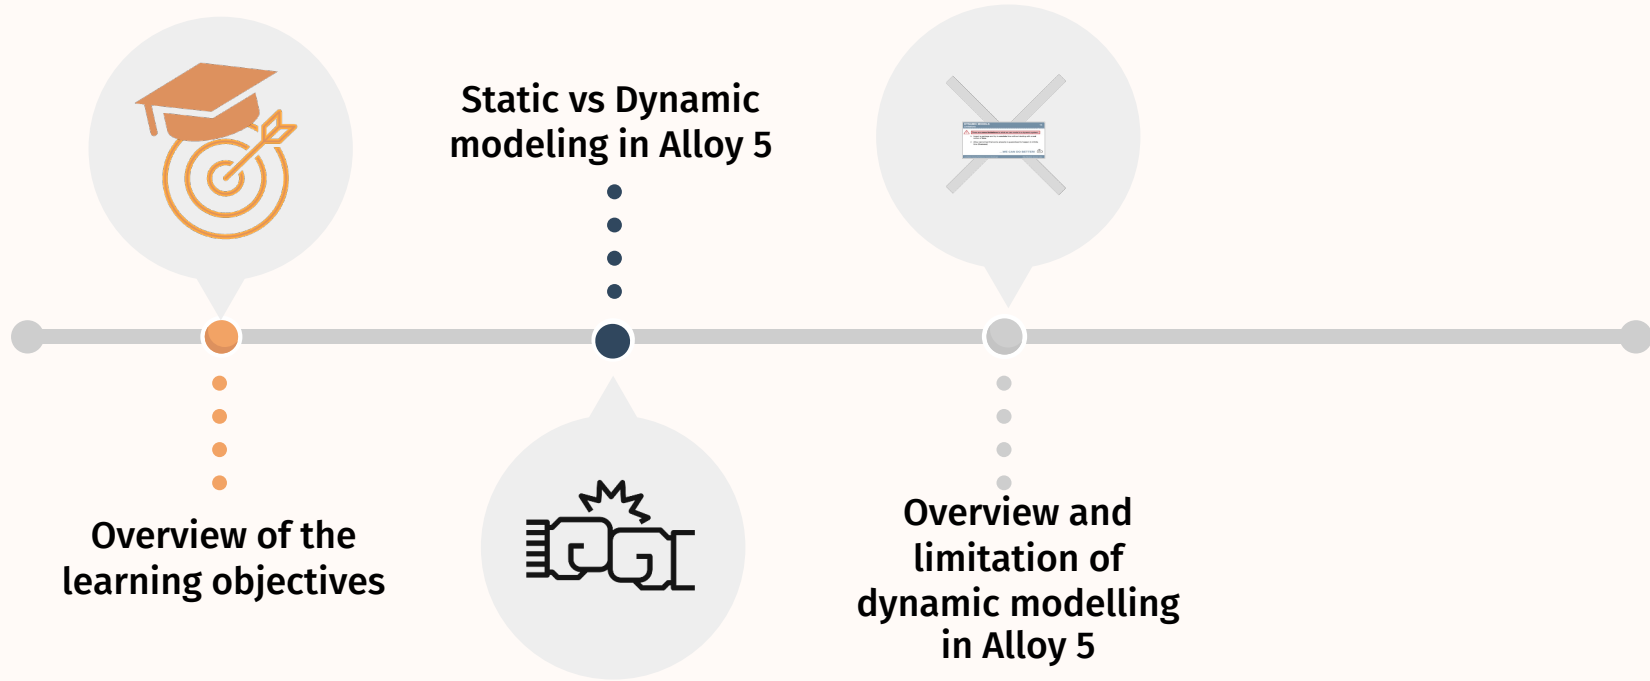 Static vs Dynamic
modeling in Alloy 5
Overview of the
learning objectives
Overview and
limitation of
dynamic modelling
in Alloy 5